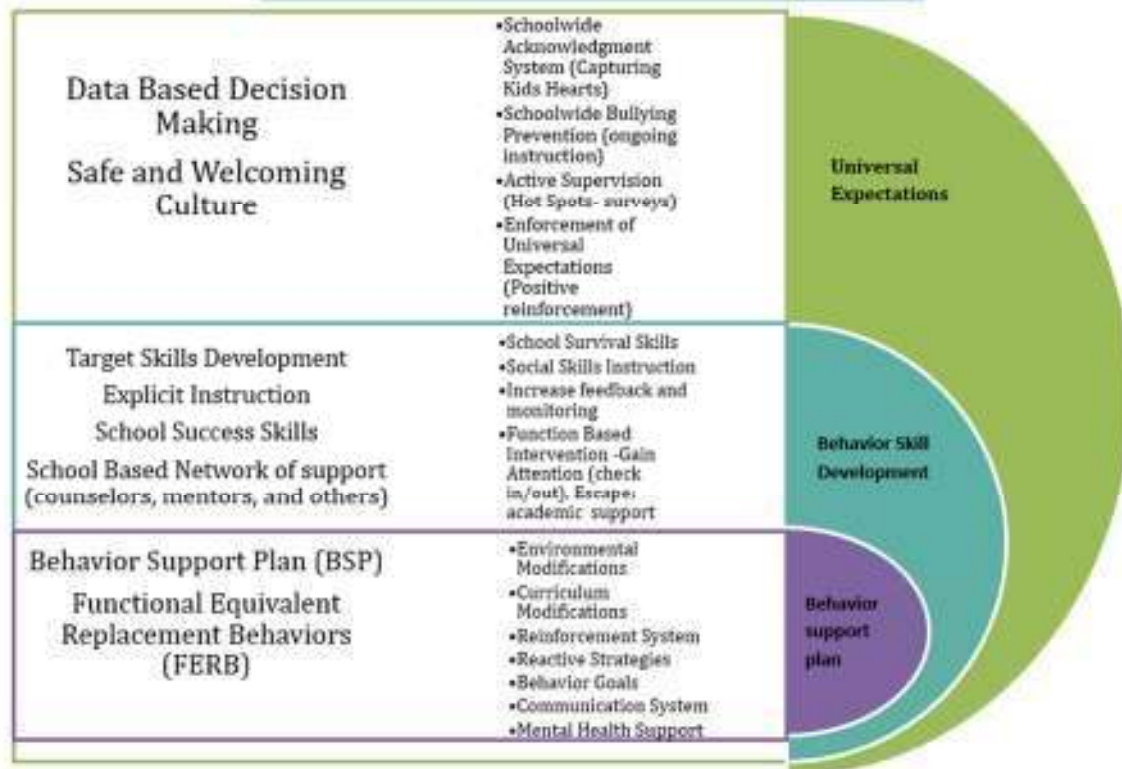 Data Based Decision
Making
Safe and Welcoming
Culture
•Schoolwide
Acknowledgment
System (Capturing
Kids Hearts)
•Schoolwide Bullying
Prevention (ongoing
instruction)
•Active Supervision
(Hot Spots- surveys)
•Enforcement of
Universal
Expectations
(Positive
reinforcement)
Universal
Expectations
Target Skills Development
Explicit Instruction
School Success Skills
School Based Network of support
(counselors, mentors, and others)
•School Survival Skills
•Social Skills Instruction
•Increase feedback and
monitoring
•Function Based
Intervention -Gain
Attention (check
in/out), Escape:
academic support
Behavior Skill
Development
Behavior Support Plan (BSP)
Functional Equivalent
Replacement Behaviors
(FERB)
•Environmental
Modifications
•Curriculum
Modifications
•Reinforcement System
•Reactive Strategies
•Behavior Goals
•Communication System
•Mental Health Support
Behavior
support
plan